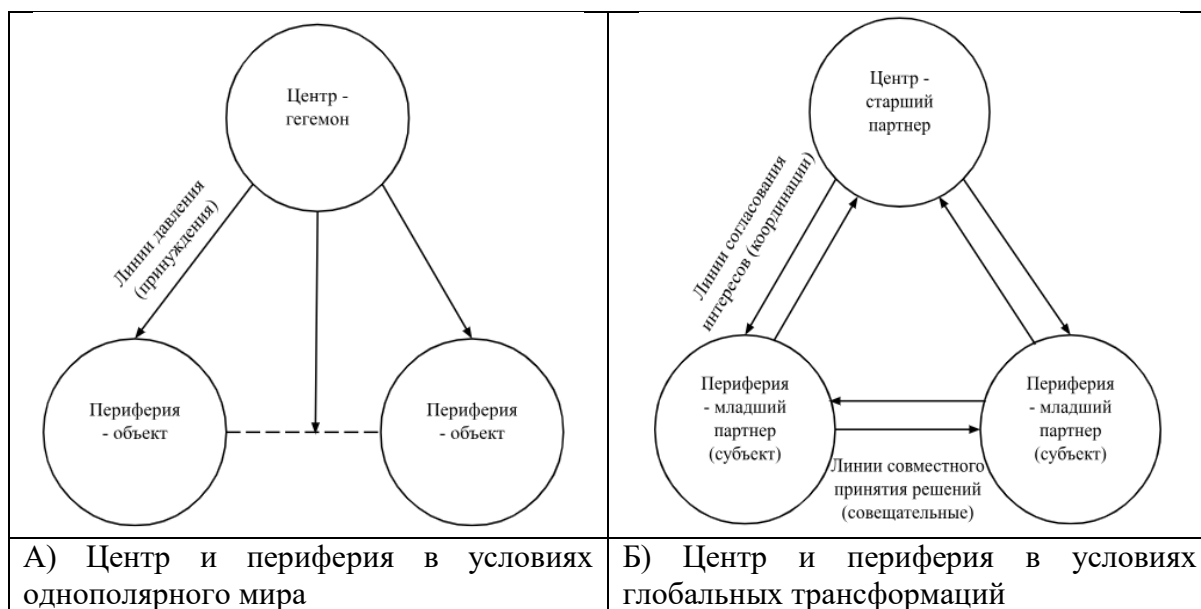 Центр -
гегемон
Линии давления
(принуждения)
Периферия
- объект
Периферия
- объект
А) Центр и периферия в условиях
однополярного мира
Центр -
старший
партнер
Линии согласования
интересов (координации)
Периферия
- младший
партнер
(субъект)
Периферия
- младший
партнер
(субъект)
Линии совместного
принятия решений
(совещательные)
Б) Центр и периферия в условиях
глобальных трансформаций